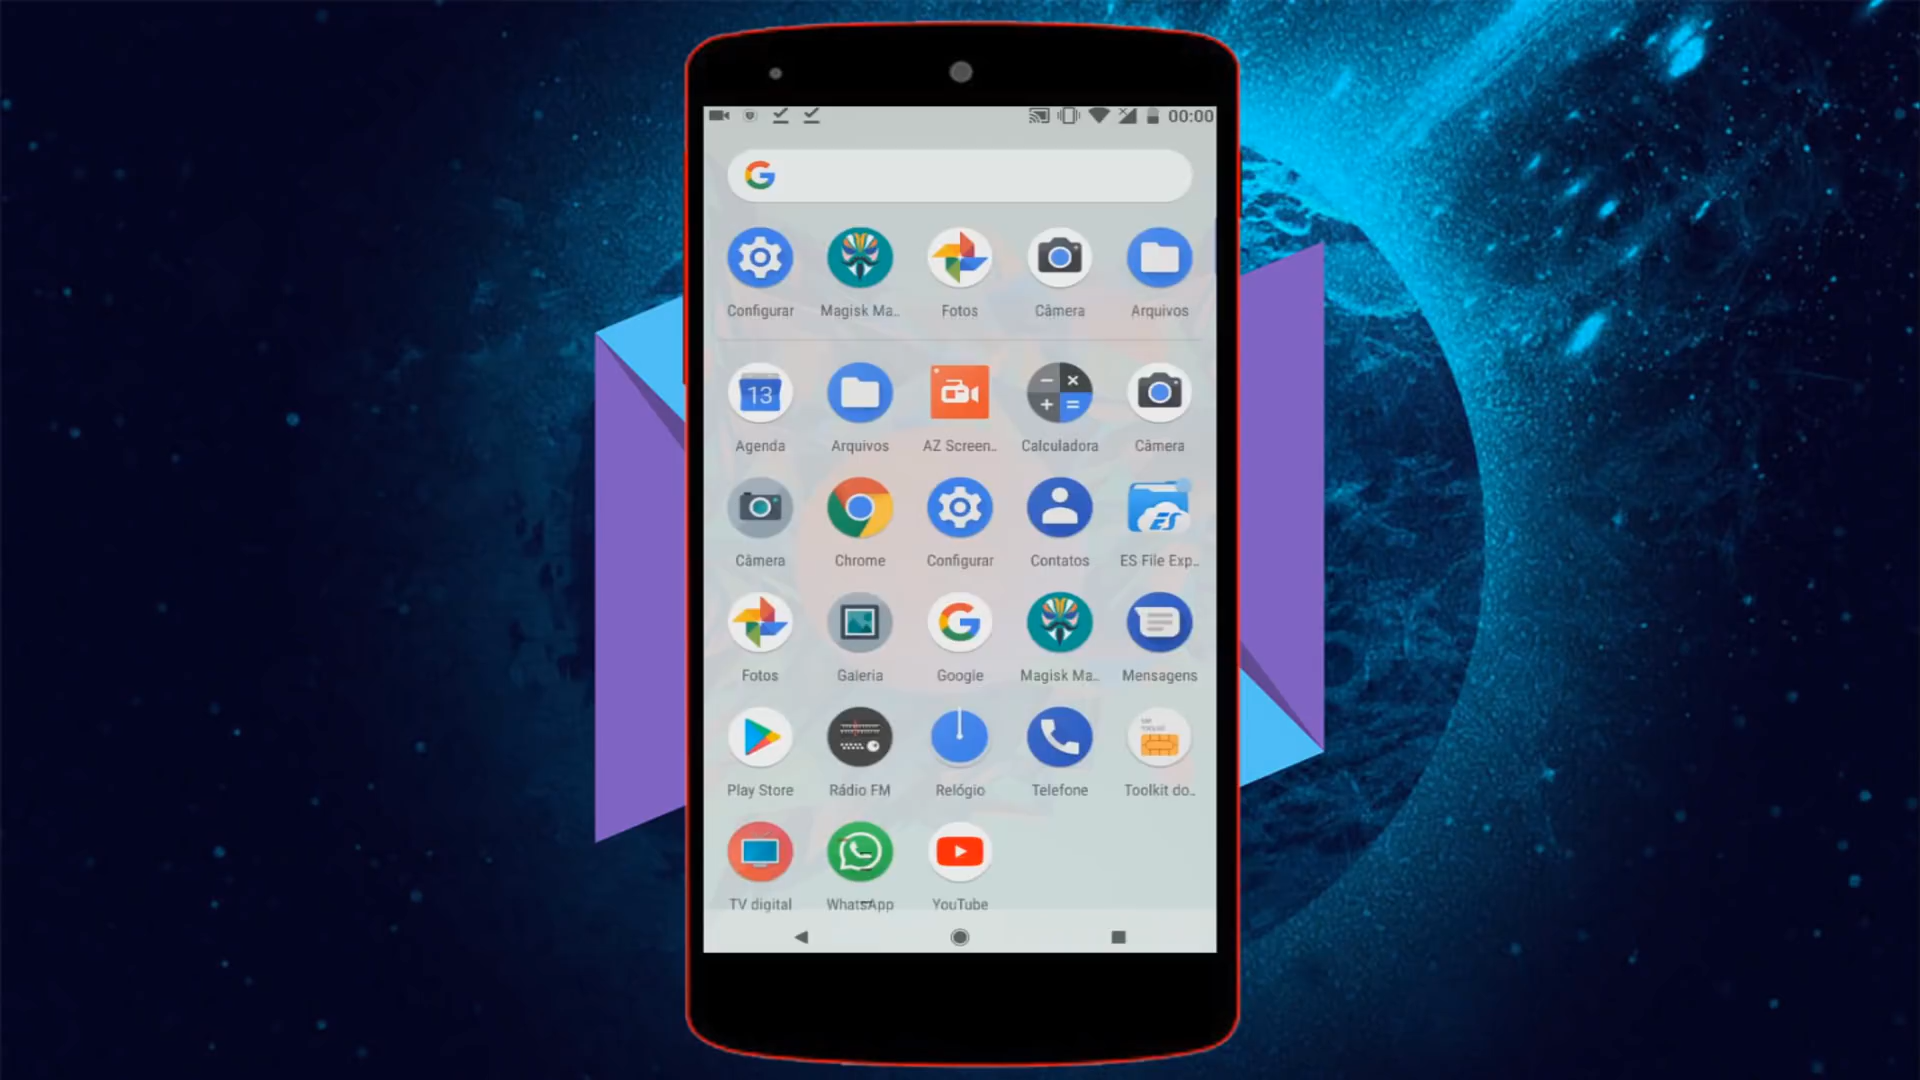 00:00
G
Configurar Magisk Ma.. Fotos Câmera Arquivos
13
Agenda Arquivos AZ Screen.. Calculadora Câmera
ES
Câmera Chrome Configurar Contatos ES File Exp..
G
Fotos Galeria Google Magisk Ma.. Mensagens
Play Store Rádio FM Relógio Telefone Toolkit do..
TV digital WhatsApp YouTube